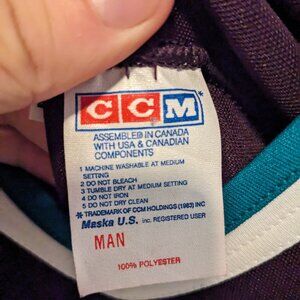 CCM*
ASSEMBLED IN CANADA
WITH USA & CANADIAN
COMPONENTS
1 MACHINE WASHABLE AT MEDIUM
SETTING
2 DO NOT BLEACH
3 TUMBLE DRY AT MEDIUM SETTING
4 DO NOT IRON
5 DO NOT DRY CLEAN
* TRADEMARK OF CCM HOLDINGS (1983) INC
Maska U.S. inc. REGISTERED USER
MAN
100% POLYESTER